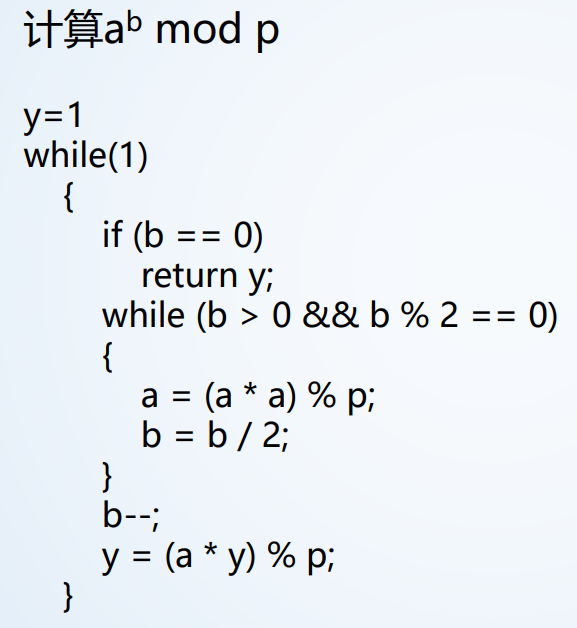 计算aᵇ mod p
y=1
while(1)
{
if (b == 0)
return y;
while (b > 0 && b % 2 == 0)
{
a = (a * a) % p;
b = b / 2;
}
b--;
y = (a * y) % p;
}